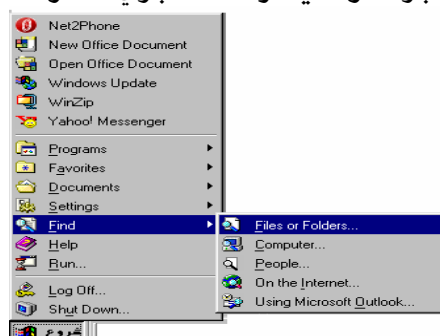 Net2Phone
New Office Document
Open Office Document
Windows Update
WinZip
Yahoo! Messenger
Programs
Favorites
Documents
Settings
Find
Files or Folders...
Help
Computer...
Run...
People...
On the Internet...
Log Off...
Using Microsoft Outlook...
Shut Down...